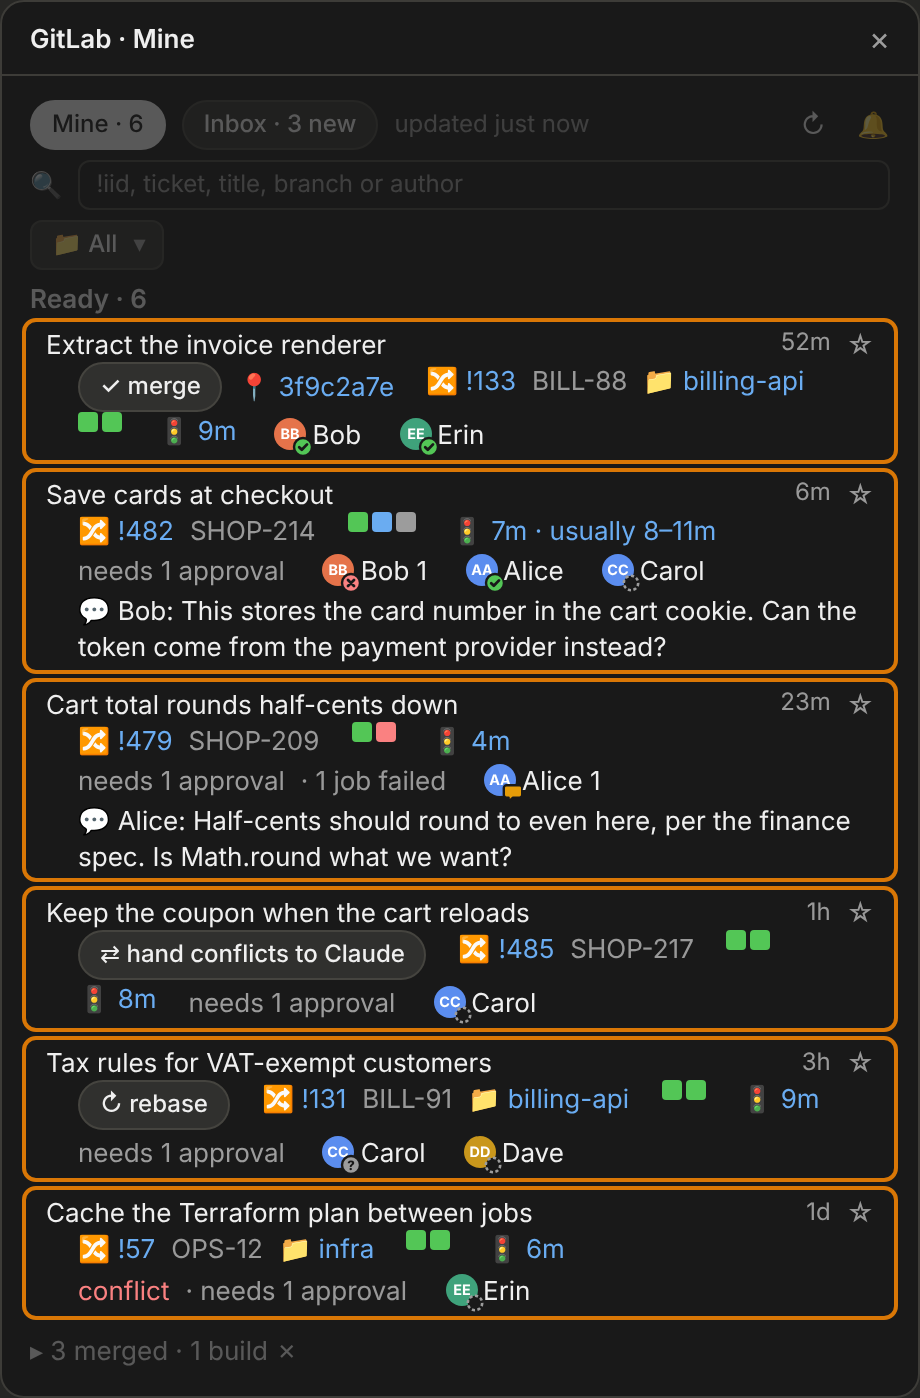 GitLab · Mine ×
Mine · 6 Inbox · 3 new updated just now
!iid, ticket, title, branch or author
All ▾
Ready · 6
Extract the invoice renderer 52m ☆
✓ merge 📍 3f9c2a7e 🔀 !133 BILL-88 📁 billing-api
🚦 9m BB Bob EE Erin
Save cards at checkout 6m ☆
🔀 !482 SHOP-214 🚦 7m · usually 8–11m
needs 1 approval BB Bob 1 AA Alice CC Carol
💬 Bob: This stores the card number in the cart cookie. Can the
token come from the payment provider instead?
Cart total rounds half-cents down 23m ☆
🔀 !479 SHOP-209 🚦 4m
needs 1 approval · 1 job failed AA Alice 1
💬 Alice: Half-cents should round to even here, per the finance
spec. Is Math.round what we want?
Keep the coupon when the cart reloads 1h ☆
⇄ hand conflicts to Claude 🔀 !485 SHOP-217
🚦 8m needs 1 approval CC Carol
Tax rules for VAT-exempt customers 3h ☆
↻ rebase 🔀 !131 BILL-91 📁 billing-api 🚦 9m
needs 1 approval CC Carol DD Dave
Cache the Terraform plan between jobs 1d ☆
🔀 !57 OPS-12 📁 infra 🚦 6m
conflict · needs 1 approval EE Erin
▸ 3 merged · 1 build ×